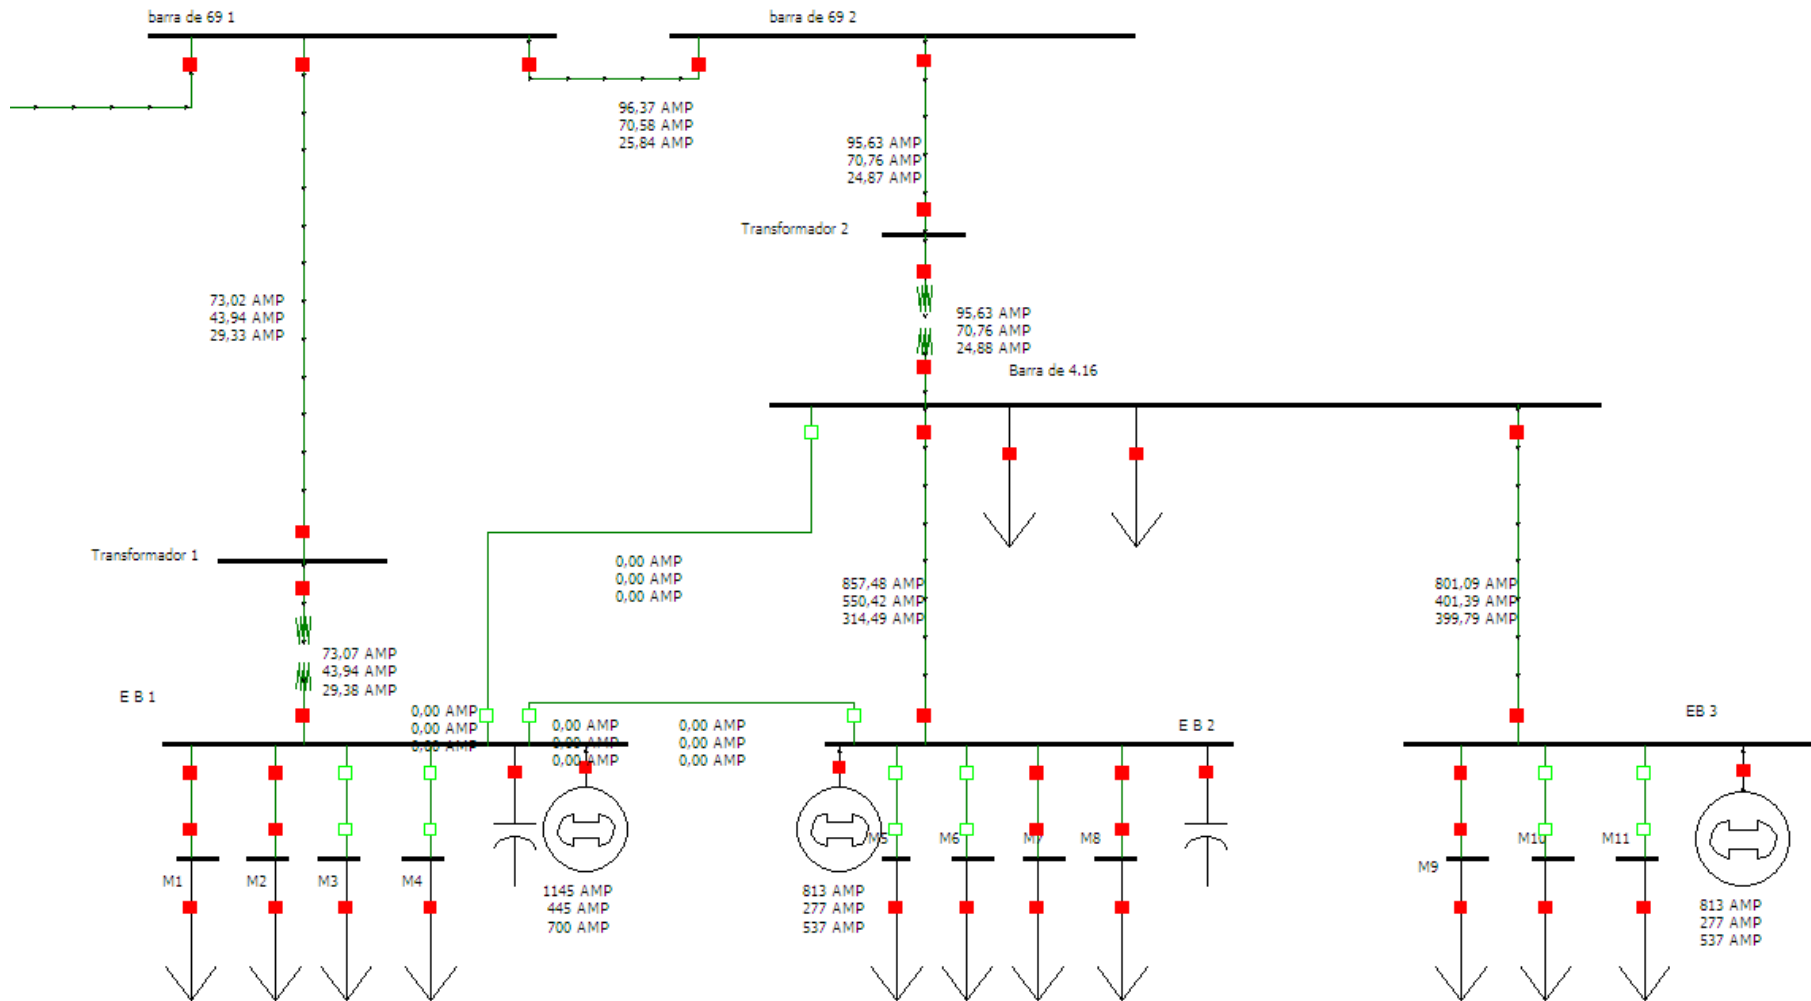 barra de 69 1
barra de 69 2
96,37 AMP
70,58 AMP
25,84 AMP
95,63 AMP
70,76 AMP
24,87 AMP
Transformador 2
73,02 AMP
43,94 AMP
29,33 AMP
95,63 AMP
70,76 AMP
24,88 AMP
Barra de 4.16
Transformador 1
0,00 AMP
0,00 AMP
0,00 AMP
857,48 AMP
550,42 AMP
314,49 AMP
801,09 AMP
401,39 AMP
399,79 AMP
73,07 AMP
43,94 AMP
29,38 AMP
E B 1
0,00 AMP
0,00 AMP
0,00 AMP
0,00 AMP
0,00 AMP
0,00 AMP
0,00 AMP
0,00 AMP
0,00 AMP
E B 2
EB 3
M1
M2
M3
M4
M5
M6
M7
M8
M9
M10
M11
1145 AMP
445 AMP
700 AMP
813 AMP
277 AMP
537 AMP
813 AMP
277 AMP
537 AMP